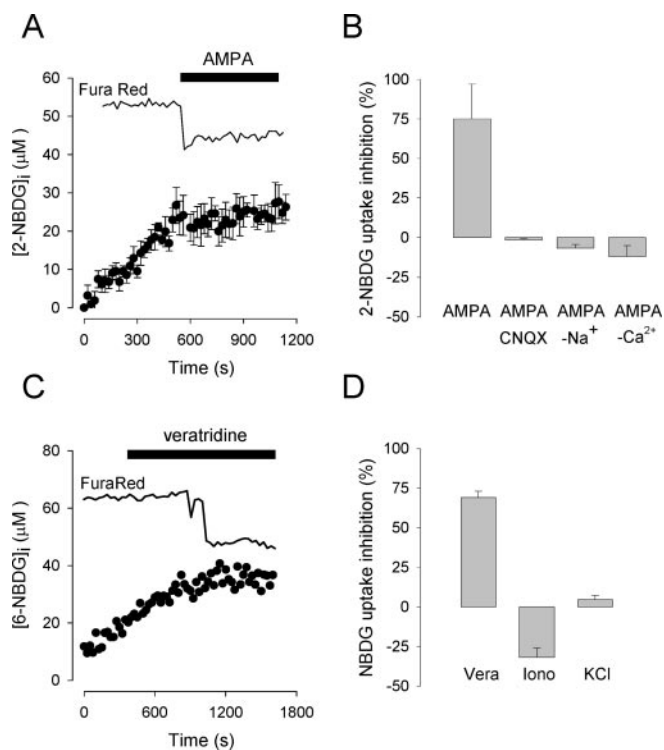 A
AMPA
60
50
40
30
20
10
0
Fura Red
[2-NBDG]i (µM)
0 300 600 900 1200
Time (s)
B
100
75
50
25
0
-25
-50
2-NBDG uptake inhibition (%)
AMPA AMPA AMPA AMPA
CNQX -Na+ -Ca2+
C
veratridine
80
60
40
20
0
FuraRed
[6-NBDG]i (µM)
0 600 1200 1800
Time (s)
D
100
75
50
25
0
-25
-50
NBDG uptake inhibition (%)
Vera Iono KCl